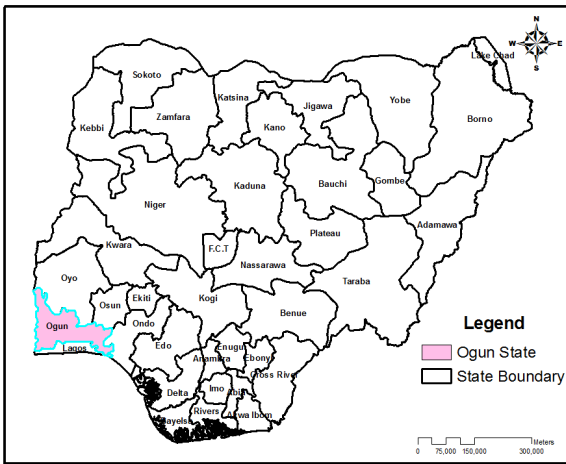 N
W E
S
Lake Chad
Sokoto
Katsina
Yobe
Jigawa
Kebbi
Zamfara
Kano
Borno
Kaduna
Bauchi
Gombe
Niger
Adamawa
Plateau
Kwara
F.C.T
Nassarawa
Oyo
Taraba
Kogi
Osun
Ekiti
Benue
Ogun
Ondo
Lagos
Edo
Enugu
Anambra
Ebony
Cross River
Delta
Imo
Abia
Rivers
Bayelsa
Akwa Ibom
Legend
Ogun State
State Boundary
Meters
0 75,000 150,000 300,000